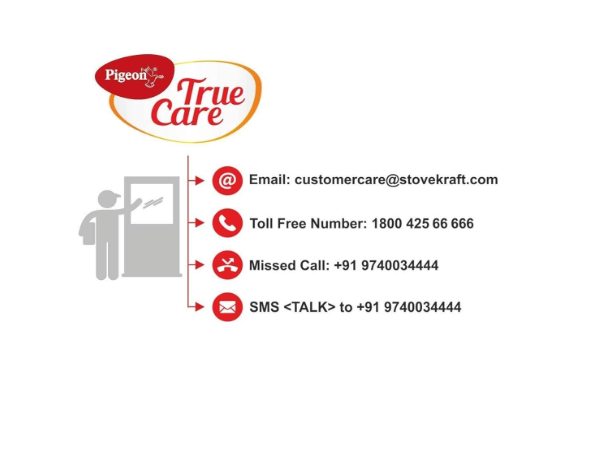 Pigeon
True
Care
@ Email: customercare@stovekraft.com
Toll Free Number: 1800 425 66 666
Missed Call: +91 9740034444
SMS <TALK> to +91 9740034444